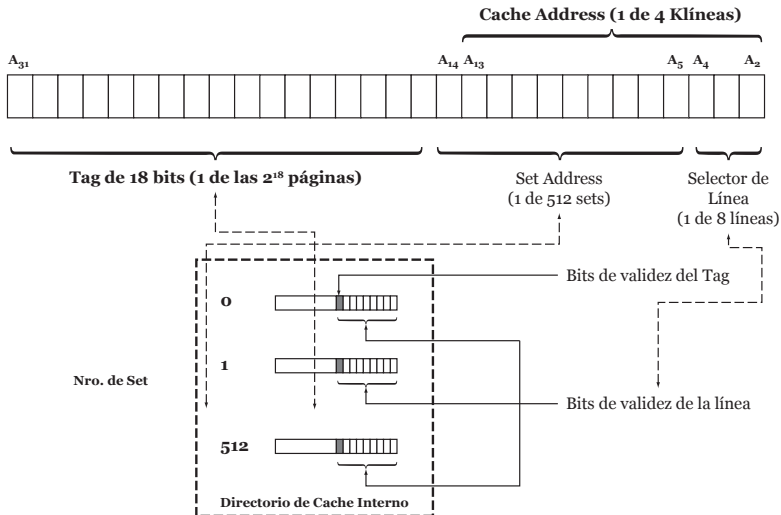 Cache Address (1 de 4 Klíneas)
A₃₁
A₁₄ A₁₃
A₅ A₄
A₂
Tag de 18 bits (1 de las 2¹⁸ páginas)
Set Address
(1 de 512 sets)
Selector de
Línea
(1 de 8 líneas)
Bits de validez del Tag
0
1
Nro. de Set
Bits de validez de la línea
512
Directorio de Cache Interno